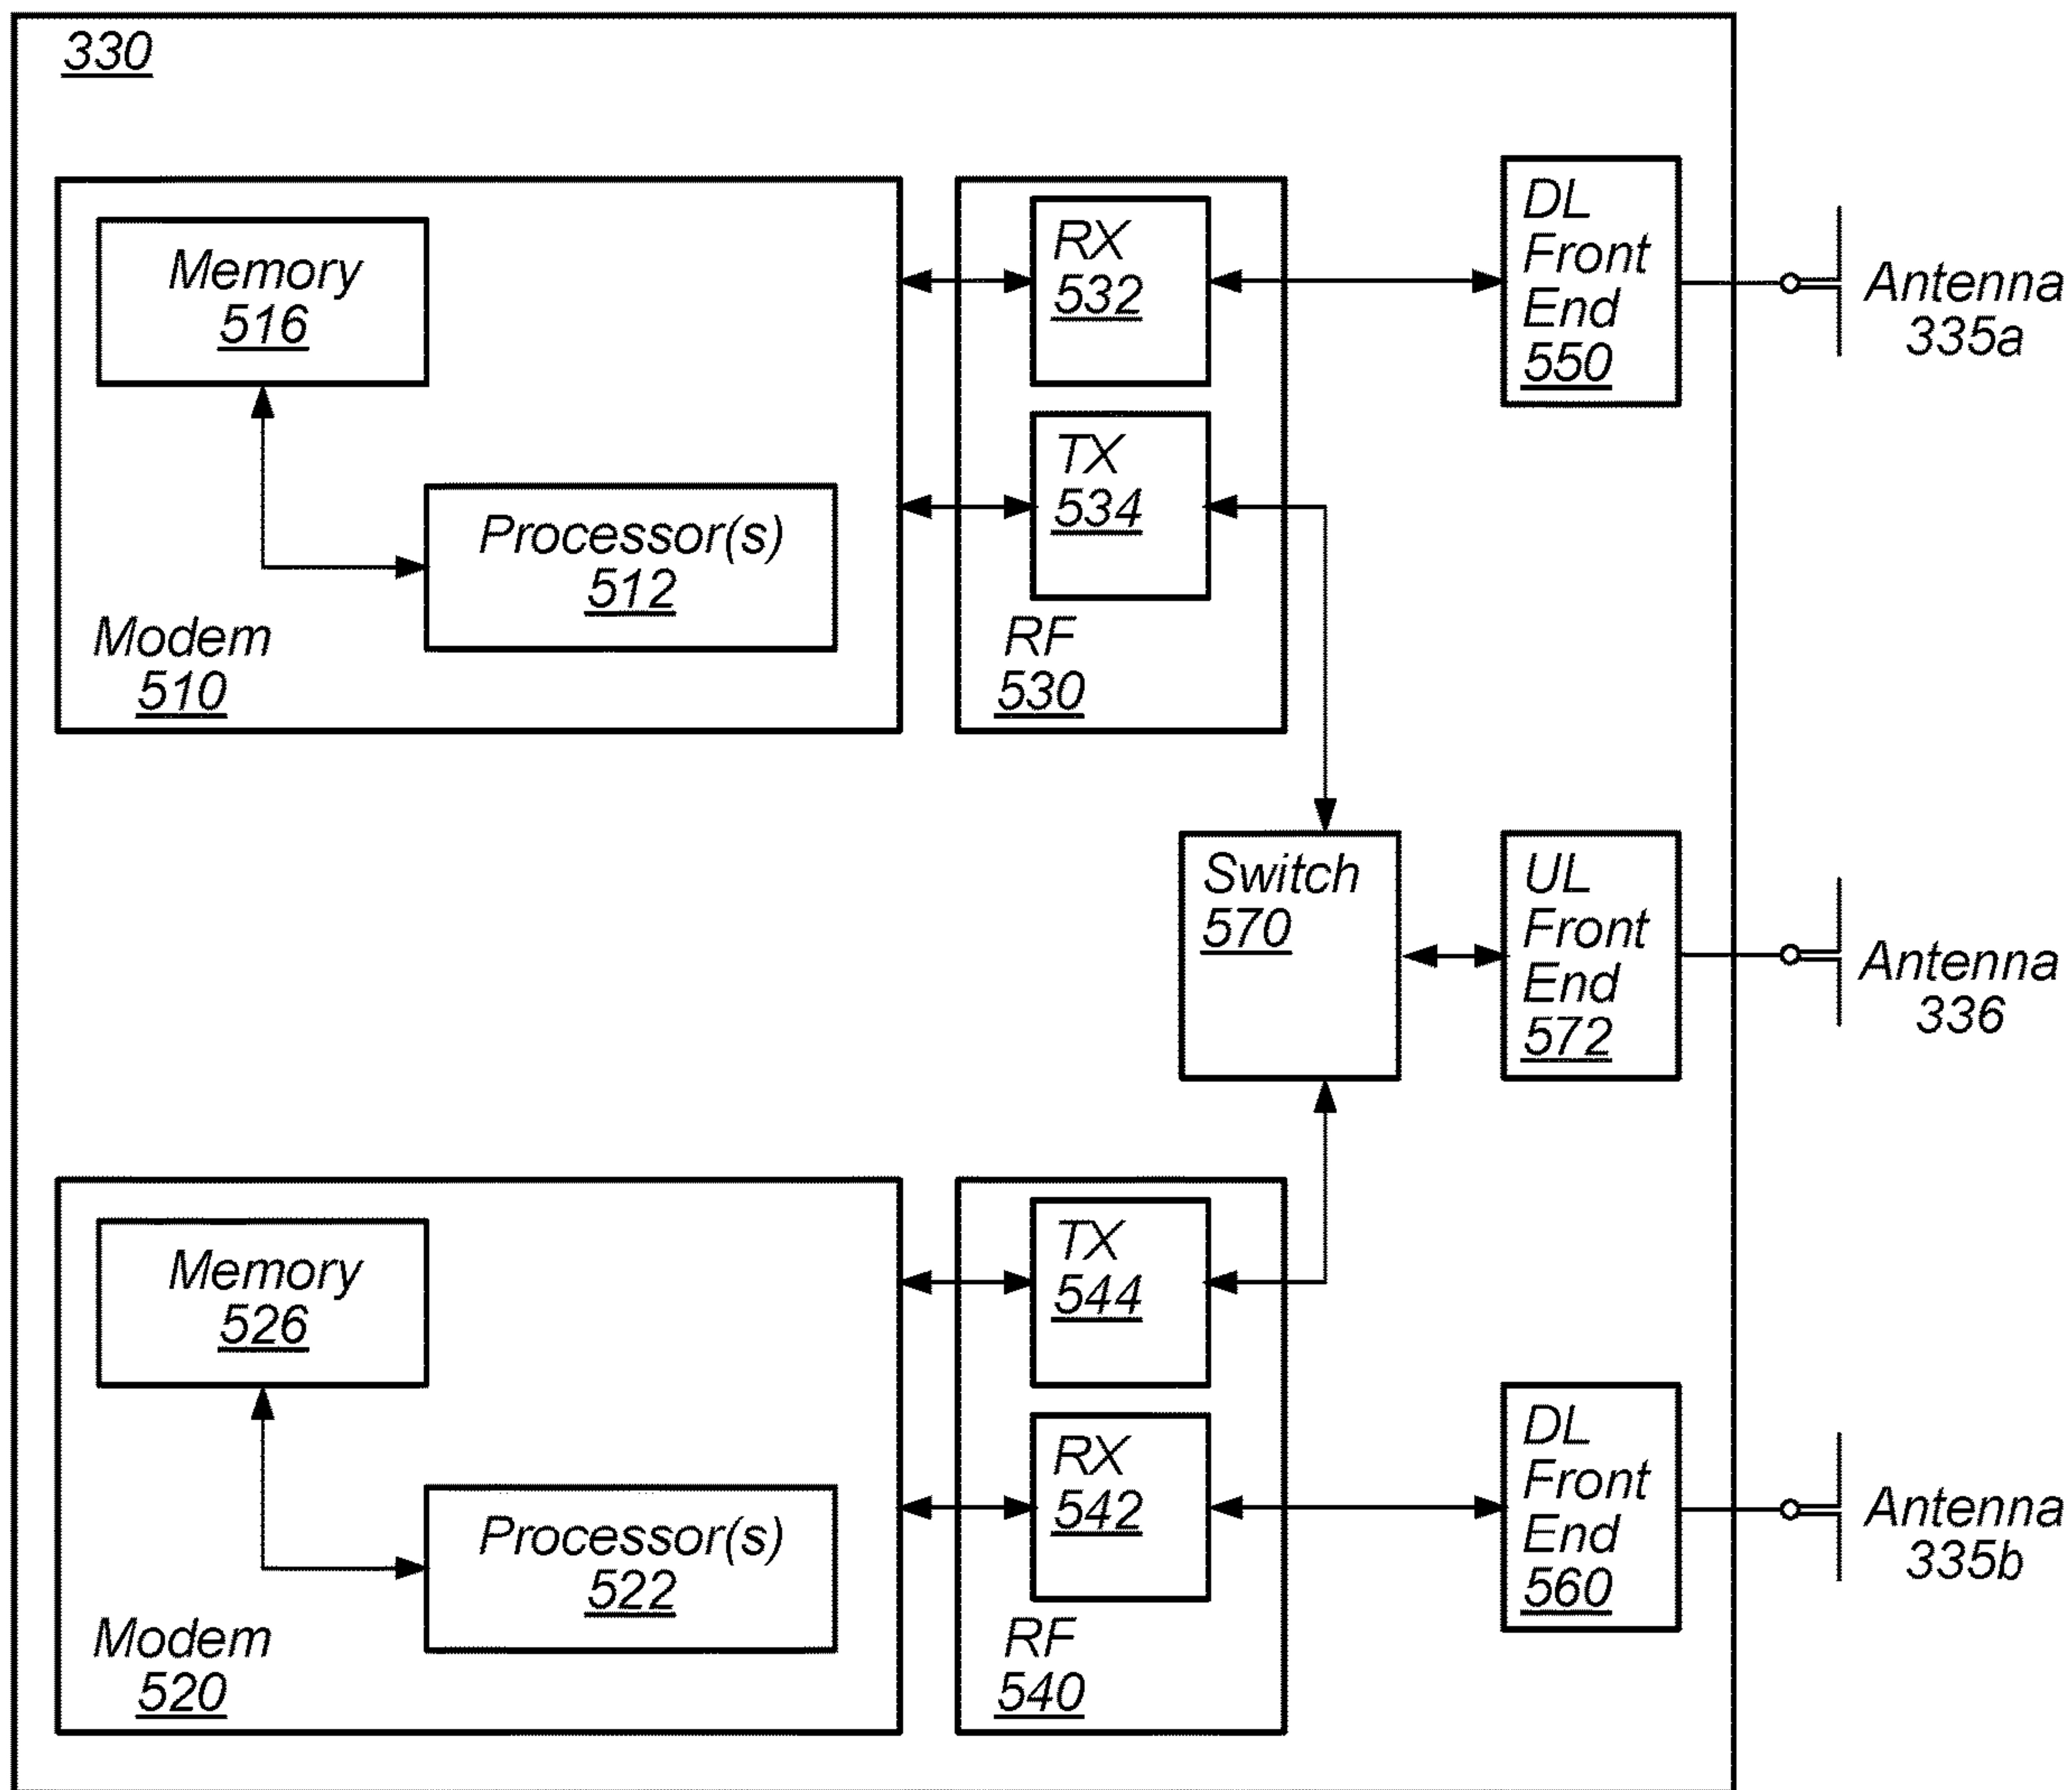 330
Memory
516
Processor(s)
512
Modem
510
RX
532
TX
534
RF
530
DL
Front
End
550
Antenna
335a
Switch
570
UL
Front
End
572
Antenna
336
Memory
526
Processor(s)
522
Modem
520
TX
544
RX
542
RF
540
DL
Front
End
560
Antenna
335b